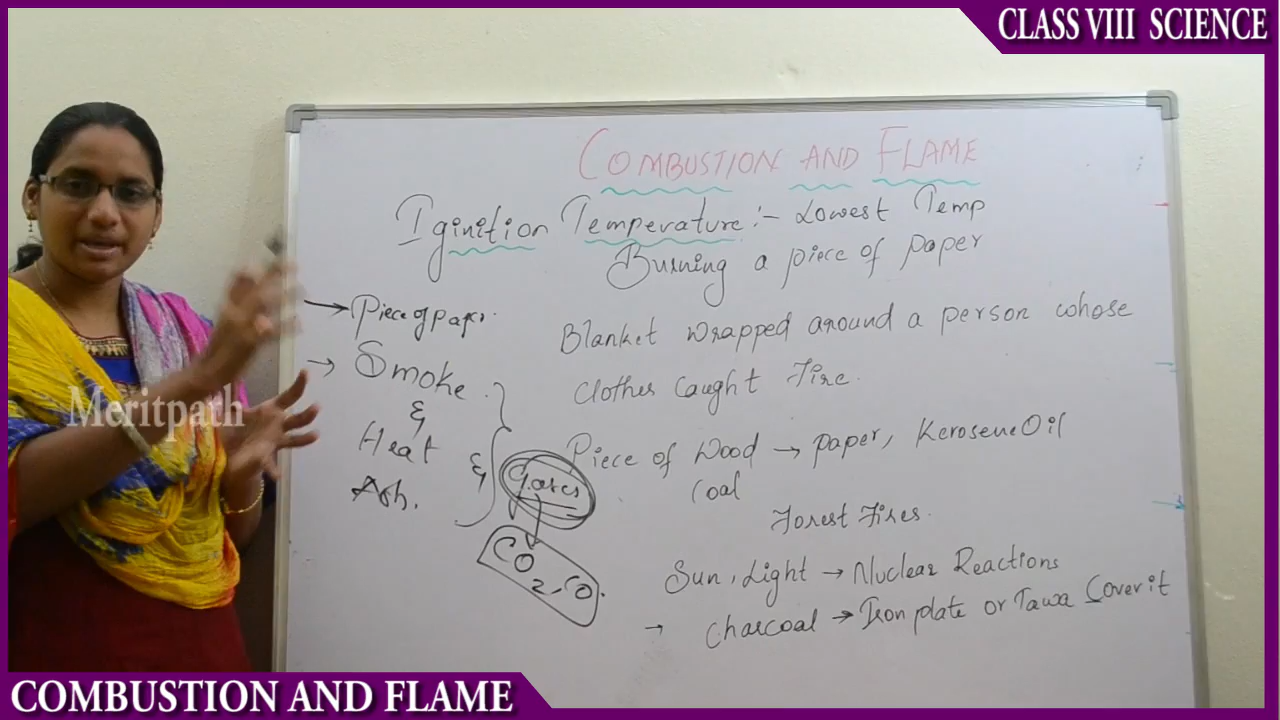 CLASS VIII SCIENCE
COMBUSTION AND FLAME
Iginition Temperature :- Lowest Temp
Burning a piece of paper
→ Piece of paper.
Blanket wrapped around a person whose
Clothes Caught Fire.
→ Smoke
&
Heat
Ash.
& Gases
CO2, CO.
Piece of Wood → paper, Kerosene Oil
Coal
Forest Fires.
Sun, Light → Nuclear Reactions
→ Charcoal → Iron plate or Tawa Cover it
Meritpath
COMBUSTION AND FLAME